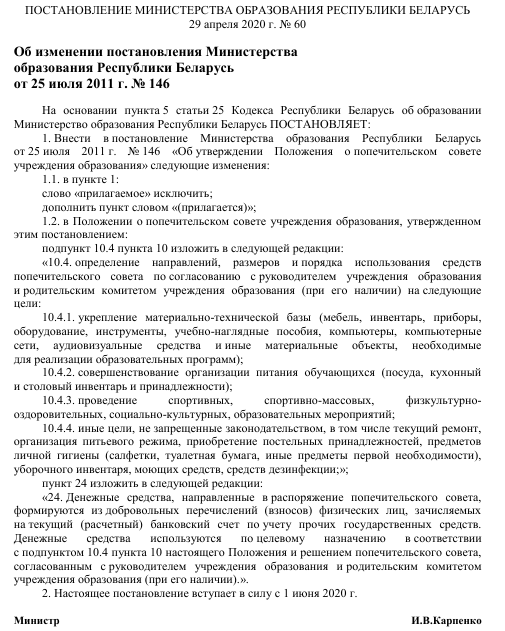 ПОСТАНОВЛЕНИЕ МИНИСТЕРСТВА ОБРАЗОВАНИЯ РЕСПУБЛИКИ БЕЛАРУСЬ
29 апреля 2020 г. № 60
Об изменении постановления Министерства
образования Республики Беларусь
от 25 июля 2011 г. № 146
На основании пункта 5 статьи 25 Кодекса Республики Беларусь об образовании
Министерство образования Республики Беларусь ПОСТАНОВЛЯЕТ:
1. Внести в постановление Министерства образования Республики Беларусь
от 25 июля 2011 г. № 146 «Об утверждении Положения о попечительском совете
учреждения образования» следующие изменения:
1.1. в пункте 1:
слово «прилагаемое» исключить;
дополнить пункт словом «(прилагается)»;
1.2. в Положении о попечительском совете учреждения образования, утвержденном
этим постановлением:
подпункт 10.4 пункта 10 изложить в следующей редакции:
«10.4. определение направлений, размеров и порядка использования средств
попечительского совета по согласованию с руководителем учреждения образования
и родительским комитетом учреждения образования (при его наличии) на следующие
цели:
10.4.1. укрепление материально-технической базы (мебель, инвентарь, приборы,
оборудование, инструменты, учебно-наглядные пособия, компьютеры, компьютерные
сети, аудиовизуальные средства и иные материальные объекты, необходимые
для реализации образовательных программ);
10.4.2. совершенствование организации питания обучающихся (посуда, кухонный
и столовый инвентарь и принадлежности);
10.4.3. проведение спортивных, спортивно-массовых, физкультурно-
оздоровительных, социально-культурных, образовательных мероприятий;
10.4.4. иные цели, не запрещенные законодательством, в том числе текущий ремонт,
организация питьевого режима, приобретение постельных принадлежностей, предметов
личной гигиены (салфетки, туалетная бумага, иные предметы первой необходимости),
уборочного инвентаря, моющих средств, средств дезинфекции;»;
пункт 24 изложить в следующей редакции:
«24. Денежные средства, направленные в распоряжение попечительского совета,
формируются из добровольных перечислений (взносов) физических лиц, зачисляемых
на текущий (расчетный) банковский счет по учету прочих государственных средств.
Денежные средства используются по целевому назначению в соответствии
с подпунктом 10.4 пункта 10 настоящего Положения и решением попечительского совета,
согласованным с руководителем учреждения образования и родительским комитетом
учреждения образования (при его наличии).».
2. Настоящее постановление вступает в силу с 1 июня 2020 г.
Министр И.В.Карпенко